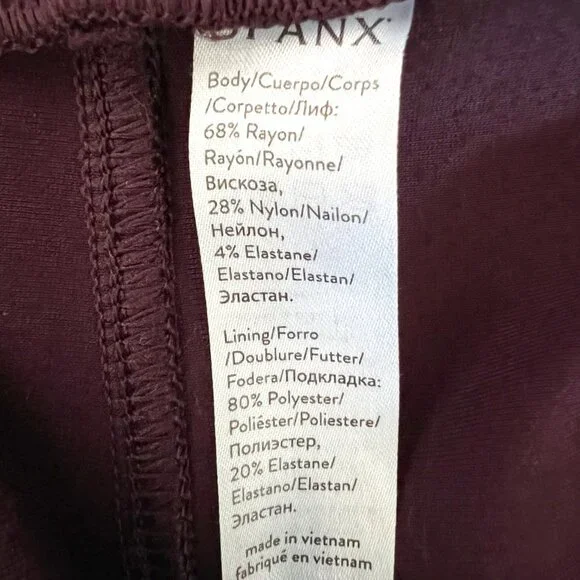 SPANX
Body/Cuerpo/Corps
/Corpetto/Лиф:
68% Rayon/
Rayón/Rayonne/
Вискоза,
28% Nylon/Nailon/
Нейлон,
4% Elastane/
Elastano/Elastan/
Эластан.
Lining/Forro
/Doublure/Futter/
Fodera/Подкладка:
80% Polyester/
Poliéster/Poliestere/
Полиэстер,
20% Elastane/
Elastano/Elastan/
Эластан.
made in vietnam
fabriqué en vietnam